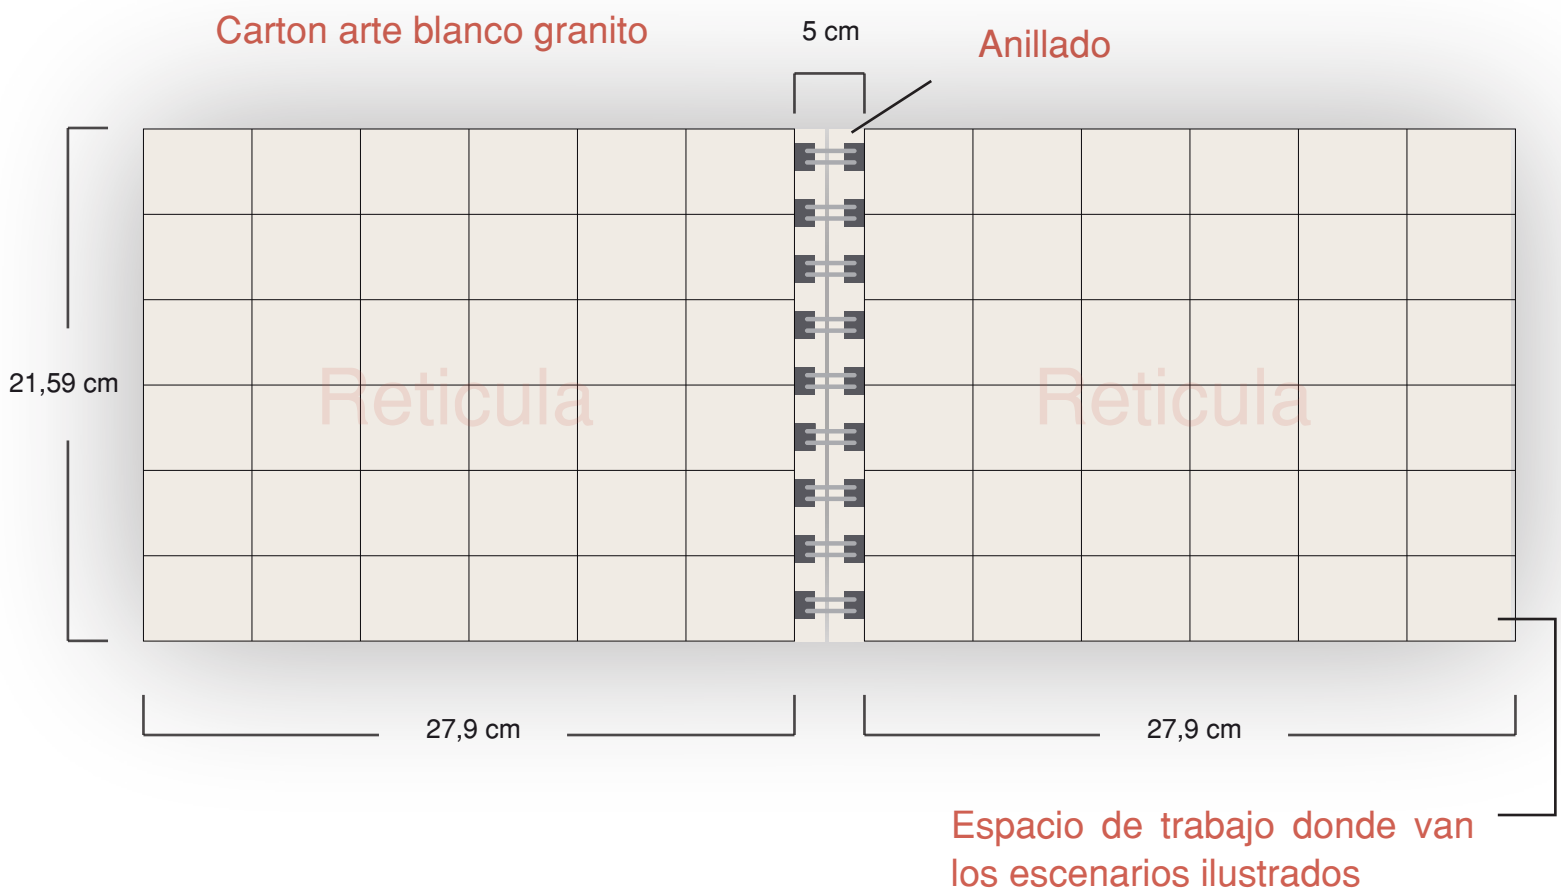 Carton arte blanco granito
5 cm
Anillado
21,59 cm
Reticula
Reticula
27,9 cm
27,9 cm
Espacio de trabajo donde van
los escenarios ilustrados